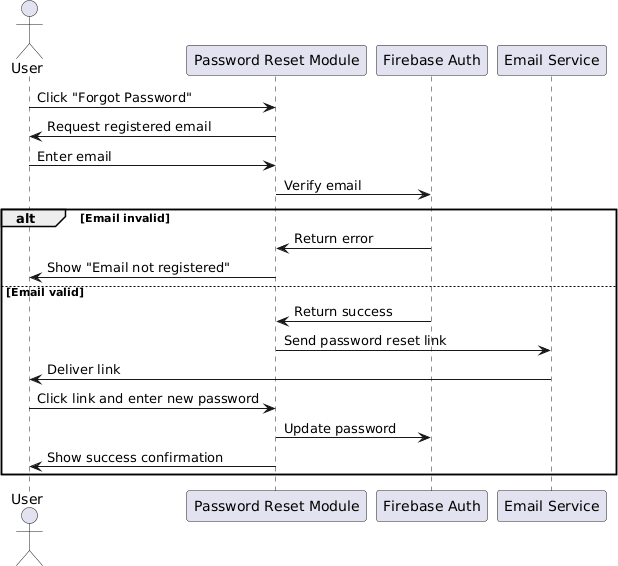 User
Password Reset Module
Firebase Auth
Email Service
Click "Forgot Password"
Request registered email
Enter email
Verify email
alt
[Email invalid]
Return error
Show "Email not registered"
[Email valid]
Return success
Send password reset link
Deliver link
Click link and enter new password
Update password
Show success confirmation
User
Password Reset Module
Firebase Auth
Email Service